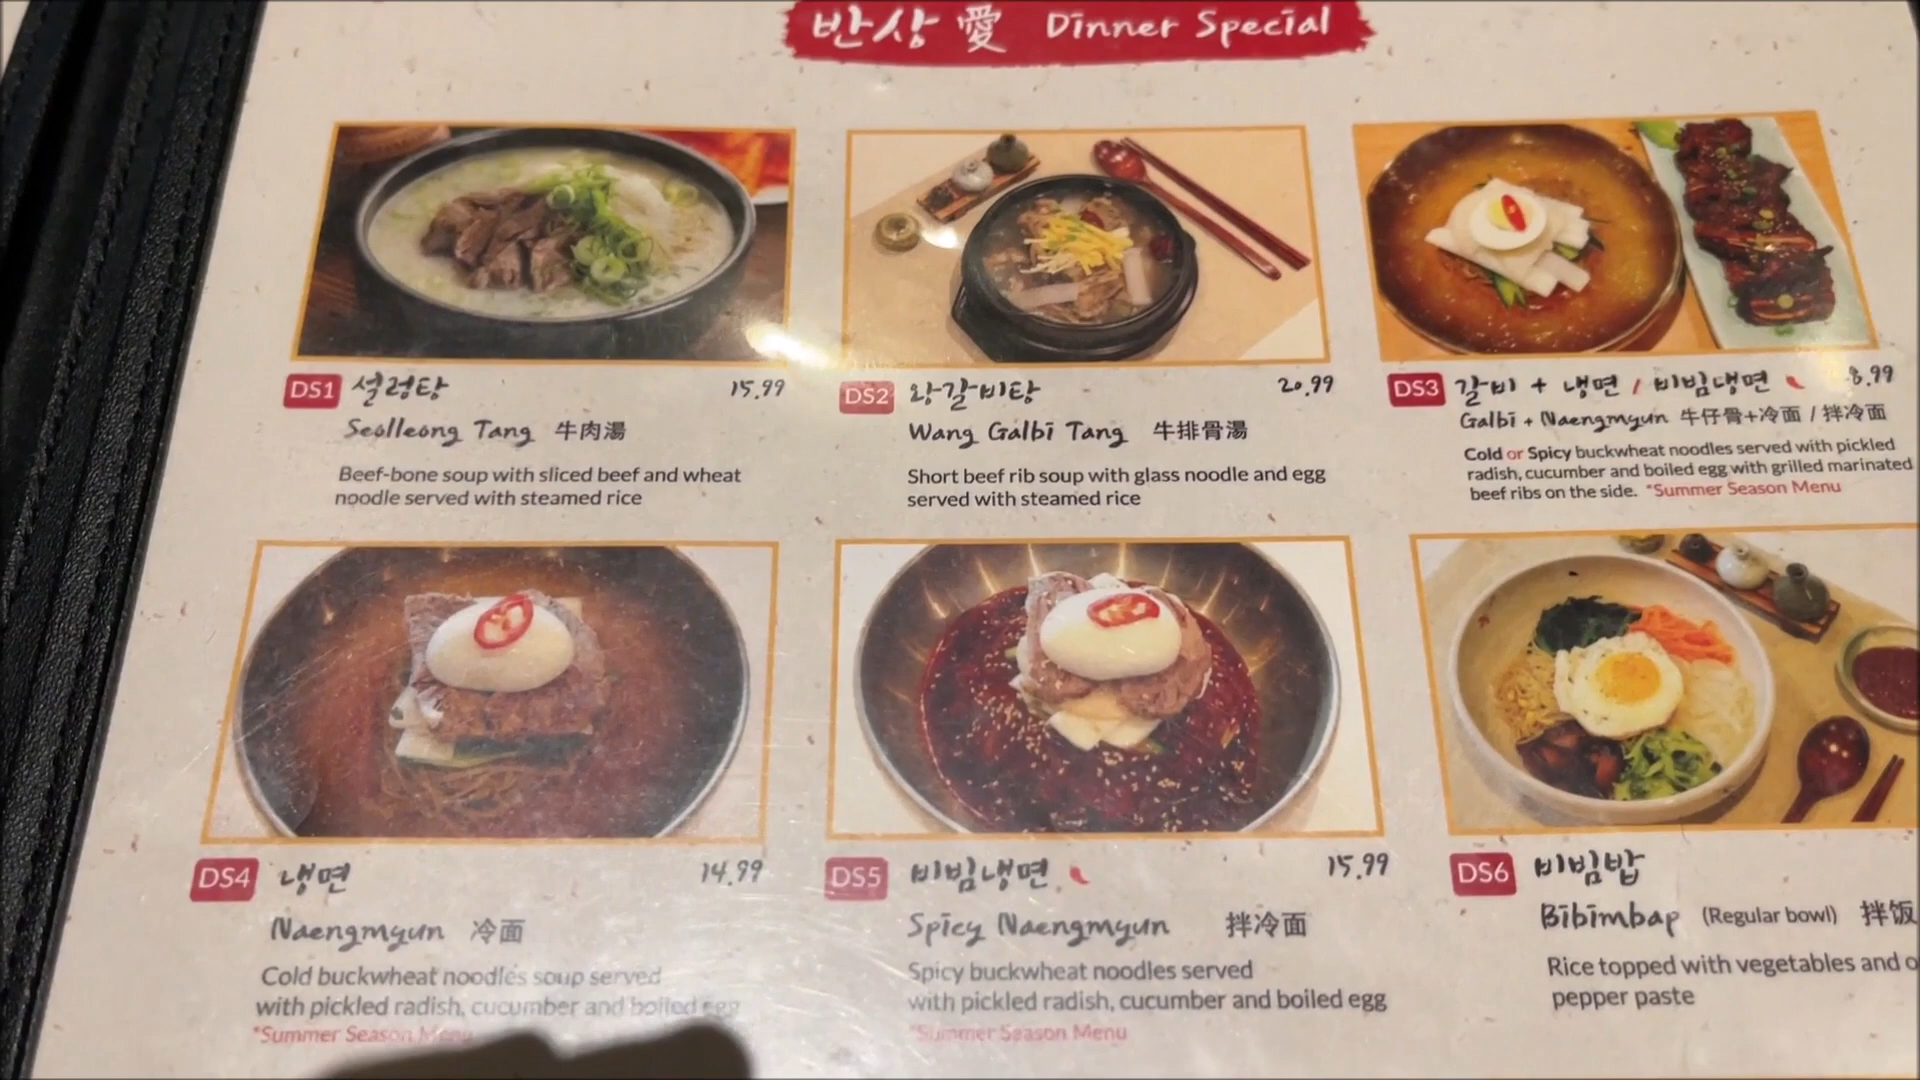 반상 愛 Dinner Special
DS1 설렁탕 15.99
Seolleong Tang 牛肉湯
Beef-bone soup with sliced beef and wheat
noodle served with steamed rice
DS2 왕갈비탕 20.99
Wang Galbi Tang 牛排骨湯
Short beef rib soup with glass noodle and egg
served with steamed rice
DS3 갈비 + 냉면 / 비빔냉면
Galbi + Naengmyun 牛仔骨+冷面 / 拌冷面
Cold or Spicy buckwheat noodles served with pickled
radish, cucumber and boiled egg with grilled marinated
beef ribs on the side. *Summer Season Menu
DS4 냉면 14.99
Naengmyun 冷面
Cold buckwheat noodles soup served
with pickled radish, cucumber and boiled egg
*Summer Season Menu
DS5 비빔냉면 15.99
Spicy Naengmyun 拌冷面
Spicy buckwheat noodles served
with pickled radish, cucumber and boiled egg
*Summer Season Menu
DS6 비빔밥
Bibimbap (Regular bowl) 拌饭
Rice topped with vegetables and
pepper paste